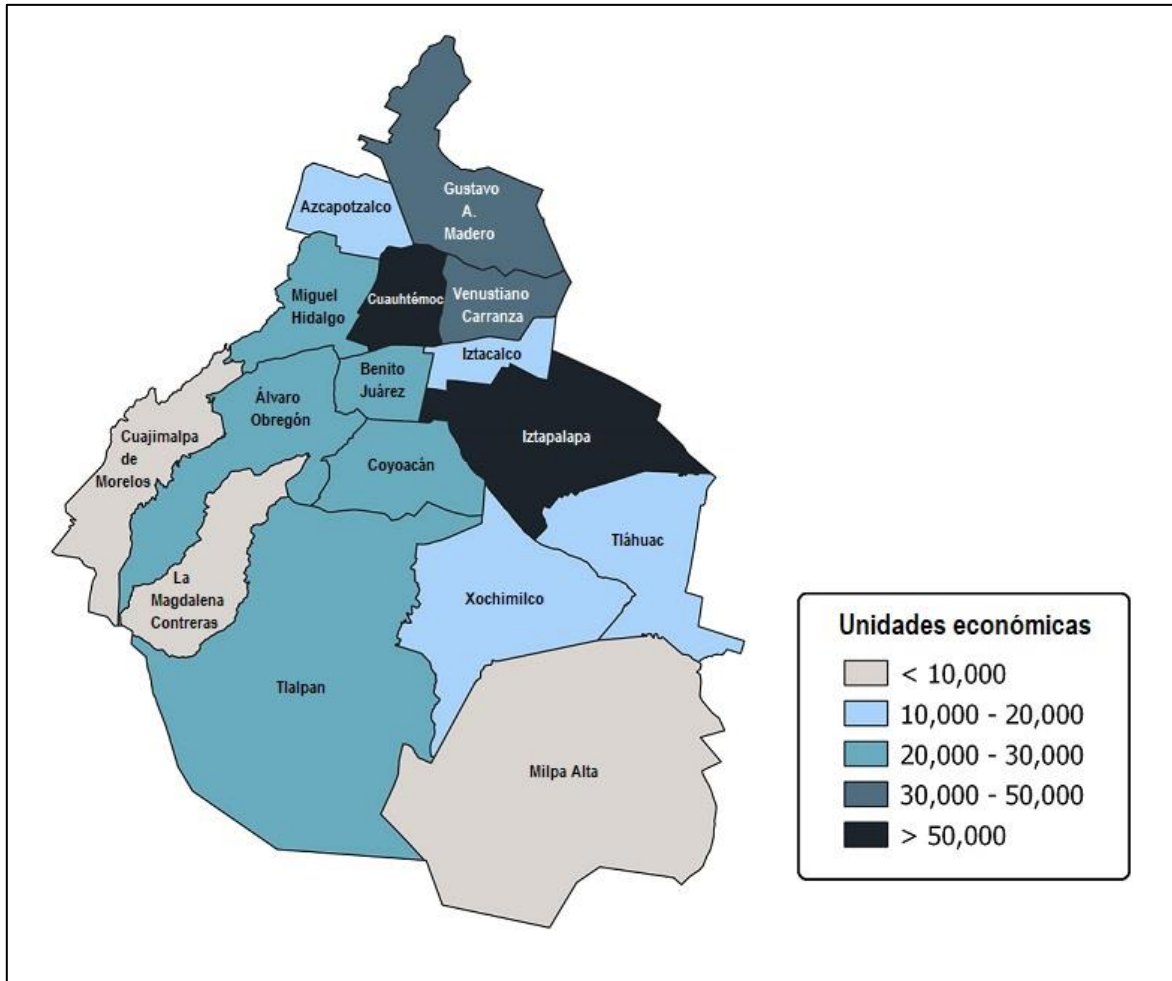 Gustavo
A.
Madero
Azcapotzalco
Miguel
Hidalgo
Cuauhtémoc
Venustiano
Carranza
Iztacalco
Benito
Juárez
Álvaro
Obregón
Iztapalapa
Cuajimalpa
de
Morelos
Coyoacán
Tláhuac
La
Magdalena
Contreras
Xochimilco
Tlalpan
Milpa Alta
Unidades económicas
< 10,000
10,000 - 20,000
20,000 - 30,000
30,000 - 50,000
> 50,000